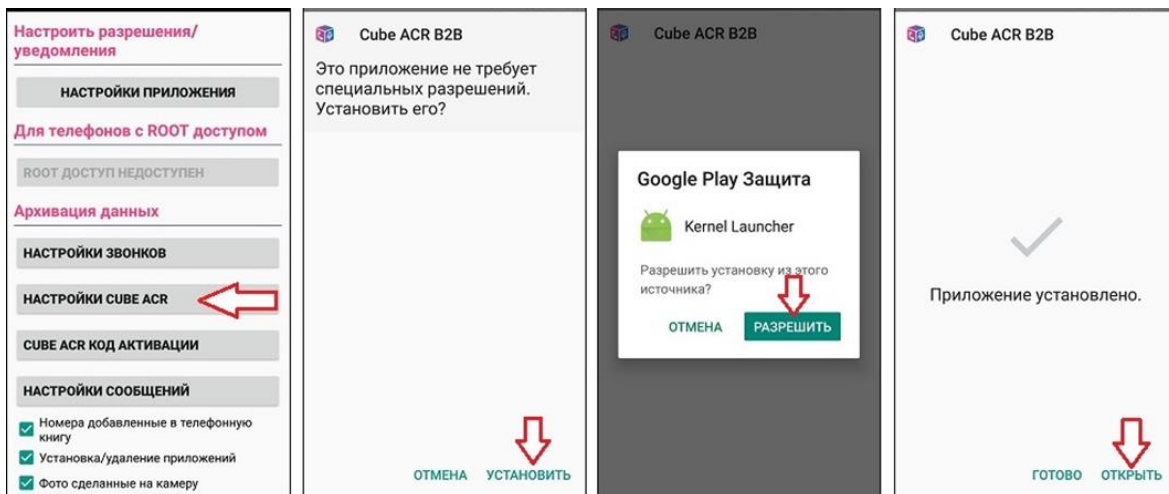 Настроить разрешения/
уведомления
НАСТРОЙКИ ПРИЛОЖЕНИЯ
Для телефонов с ROOT доступом
ROOT ДОСТУП НЕДОСТУПЕН
Архивация данных
НАСТРОЙКИ ЗВОНКОВ
НАСТРОЙКИ CUBE ACR
CUBE ACR КОД АКТИВАЦИИ
НАСТРОЙКИ СООБЩЕНИЙ
Номера добавленные в телефонную
книгу
Установка/удаление приложений
Фото сделанные на камеру
Cube ACR B2B
Это приложение не требует
специальных разрешений.
Установить его?
ОТМЕНА УСТАНОВИТЬ
Cube ACR B2B
Google Play Защита
Kernel Launcher
Разрешить установку из этого
источника?
ОТМЕНА РАЗРЕШИТЬ
Cube ACR B2B
Приложение установлено.
ГОТОВО ОТКРЫТЬ